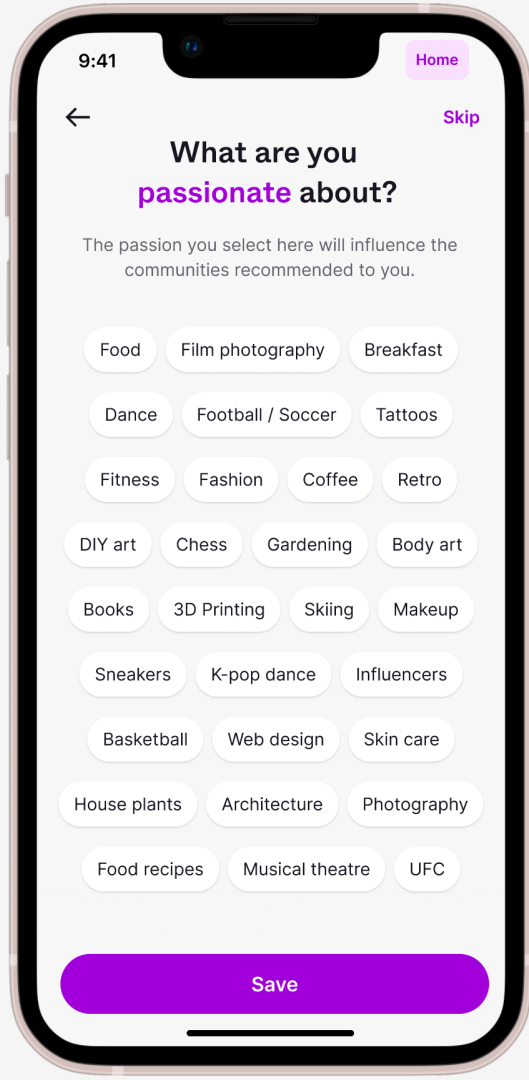 9:41
Home
Skip
What are you
passionate about?
The passion you select here will influence the
communities recommended to you.
Food Film photography Breakfast
Dance Football / Soccer Tattoos
Fitness Fashion Coffee Retro
DIY art Chess Gardening Body art
Books 3D Printing Skiing Makeup
Sneakers K-pop dance Influencers
Basketball Web design Skin care
House plants Architecture Photography
Food recipes Musical theatre UFC
Save